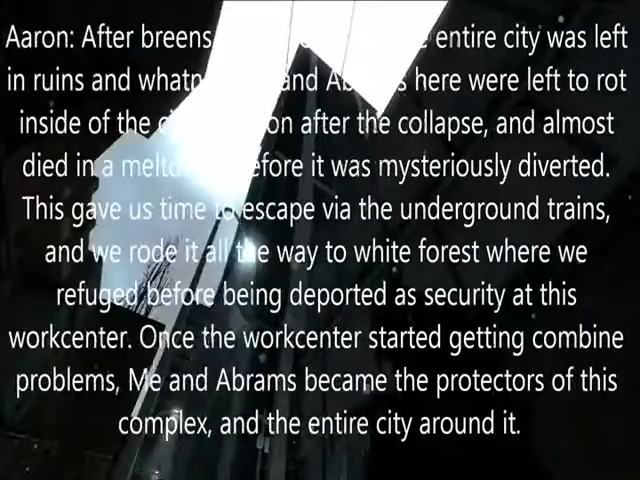 Aaron: After breens entire city was left
in ruins and and here were left to rot
inside of the after the collapse, and almost
died in a before it was mysteriously diverted.
This gave us time to escape via the underground trains,
and we rode it all the way to white forest where we
refuged before being deported as security at this
workcenter. Once the workcenter started getting combine
problems, Me and Abrams became the protectors of this
complex, and the entire city around it.